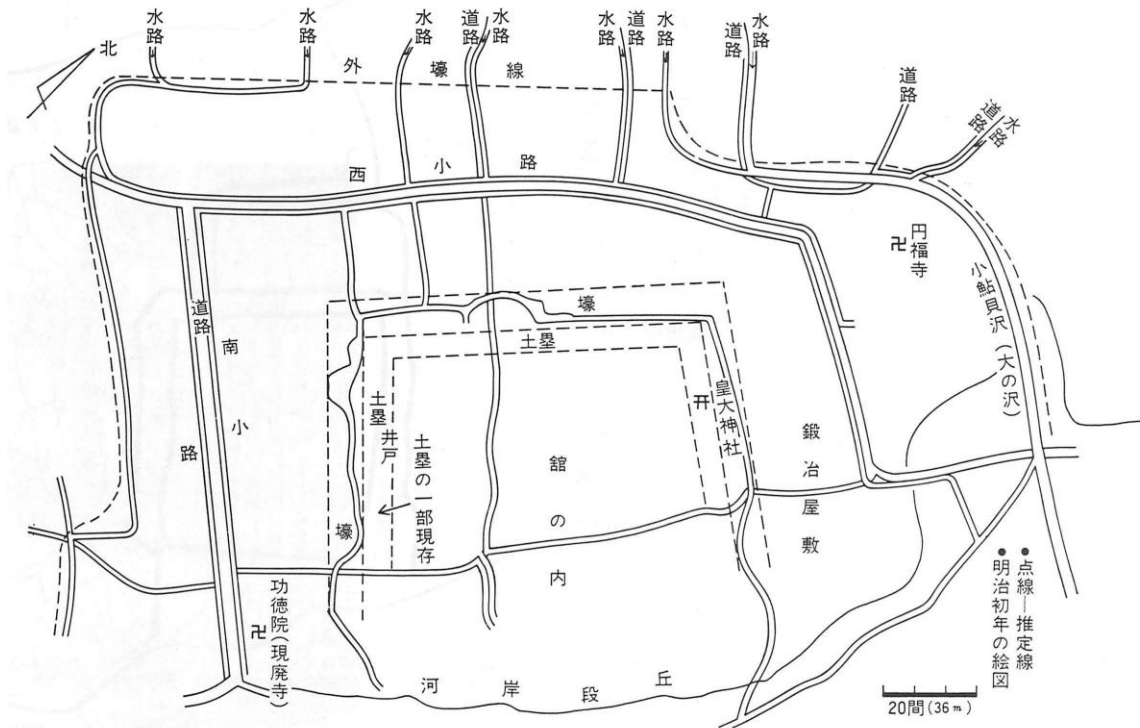 北
水路
水路
水路
道路
水路
水路
道路
水路
道路
水路
道路
道路
水路
外壕線
西小路
円福寺
小鮎貝沢（大の沢）
道路
南小路
壕
土塁
土塁
井戸
土塁の一部現存
壕
舘の内
皇大神社
鍛冶屋敷
功徳院（現廃寺）
河岸段丘
●点線―推定線
●明治初年の絵図
20間(36m)